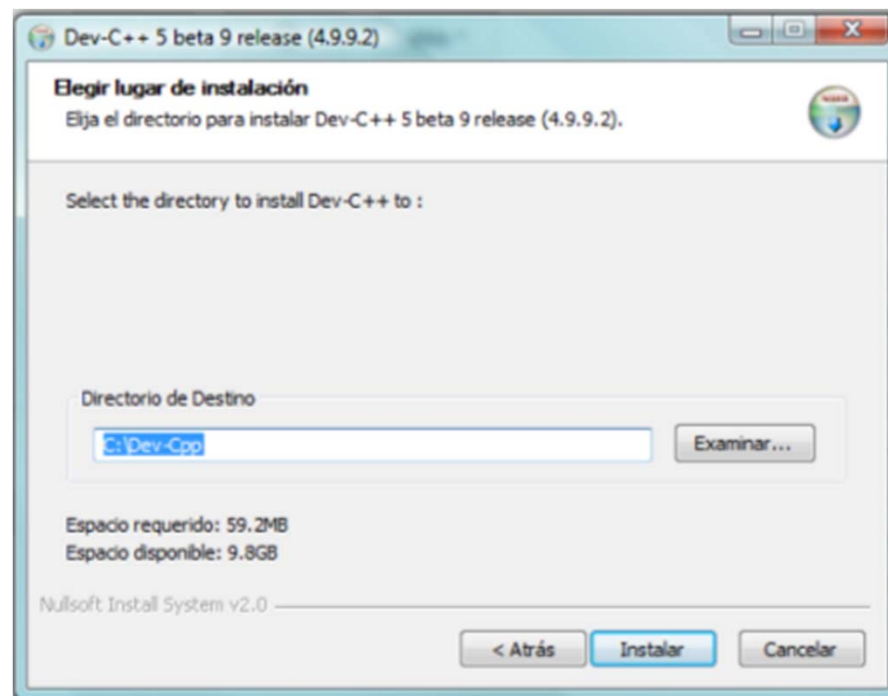 Dev-C++ 5 beta 9 release (4.9.9.2)
Elegir lugar de instalación
Elija el directorio para instalar Dev-C++ 5 beta 9 release (4.9.9.2).
Select the directory to install Dev-C++ to :
Directorio de Destino
C:\Dev-Cpp
Examinar...
Espacio requerido: 59.2MB
Espacio disponible: 9.8GB
Nullsoft Install System v2.0
< Atrás
Instalar
Cancelar